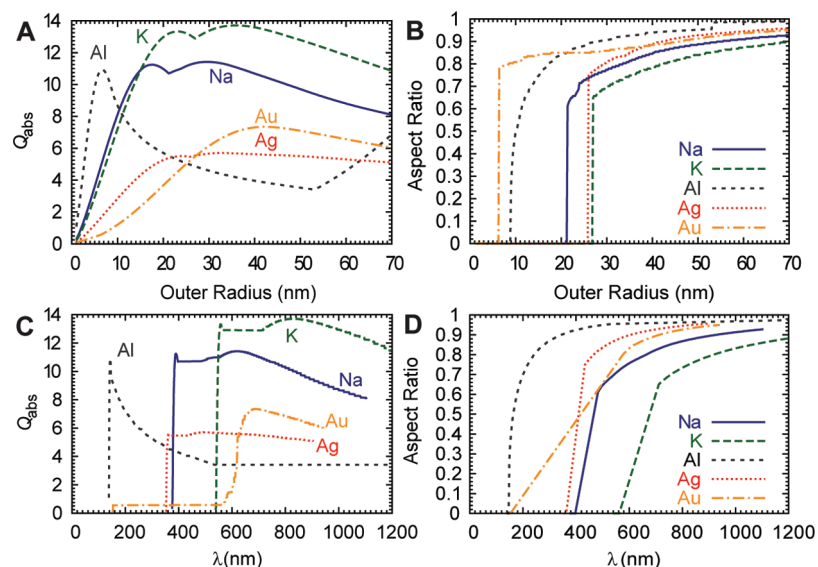 A
14
12
10
8
6
4
2
0
Q_abs
Al
K
Na
Au
Ag
0 10 20 30 40 50 60 70
Outer Radius (nm)
B
1
0.9
0.8
0.7
0.6
0.5
0.4
0.3
0.2
0.1
0
Aspect Ratio
Na
K
Al
Ag
Au
0 10 20 30 40 50 60 70
Outer Radius (nm)
C
14
12
10
8
6
4
2
0
Q_abs
Al
K
Na
Au
Ag
0 200 400 600 800 1000 1200
λ(nm)
D
1
0.9
0.8
0.7
0.6
0.5
0.4
0.3
0.2
0.1
0
Aspect Ratio
Na
K
Al
Ag
Au
0 200 400 600 800 1000 1200
λ(nm)